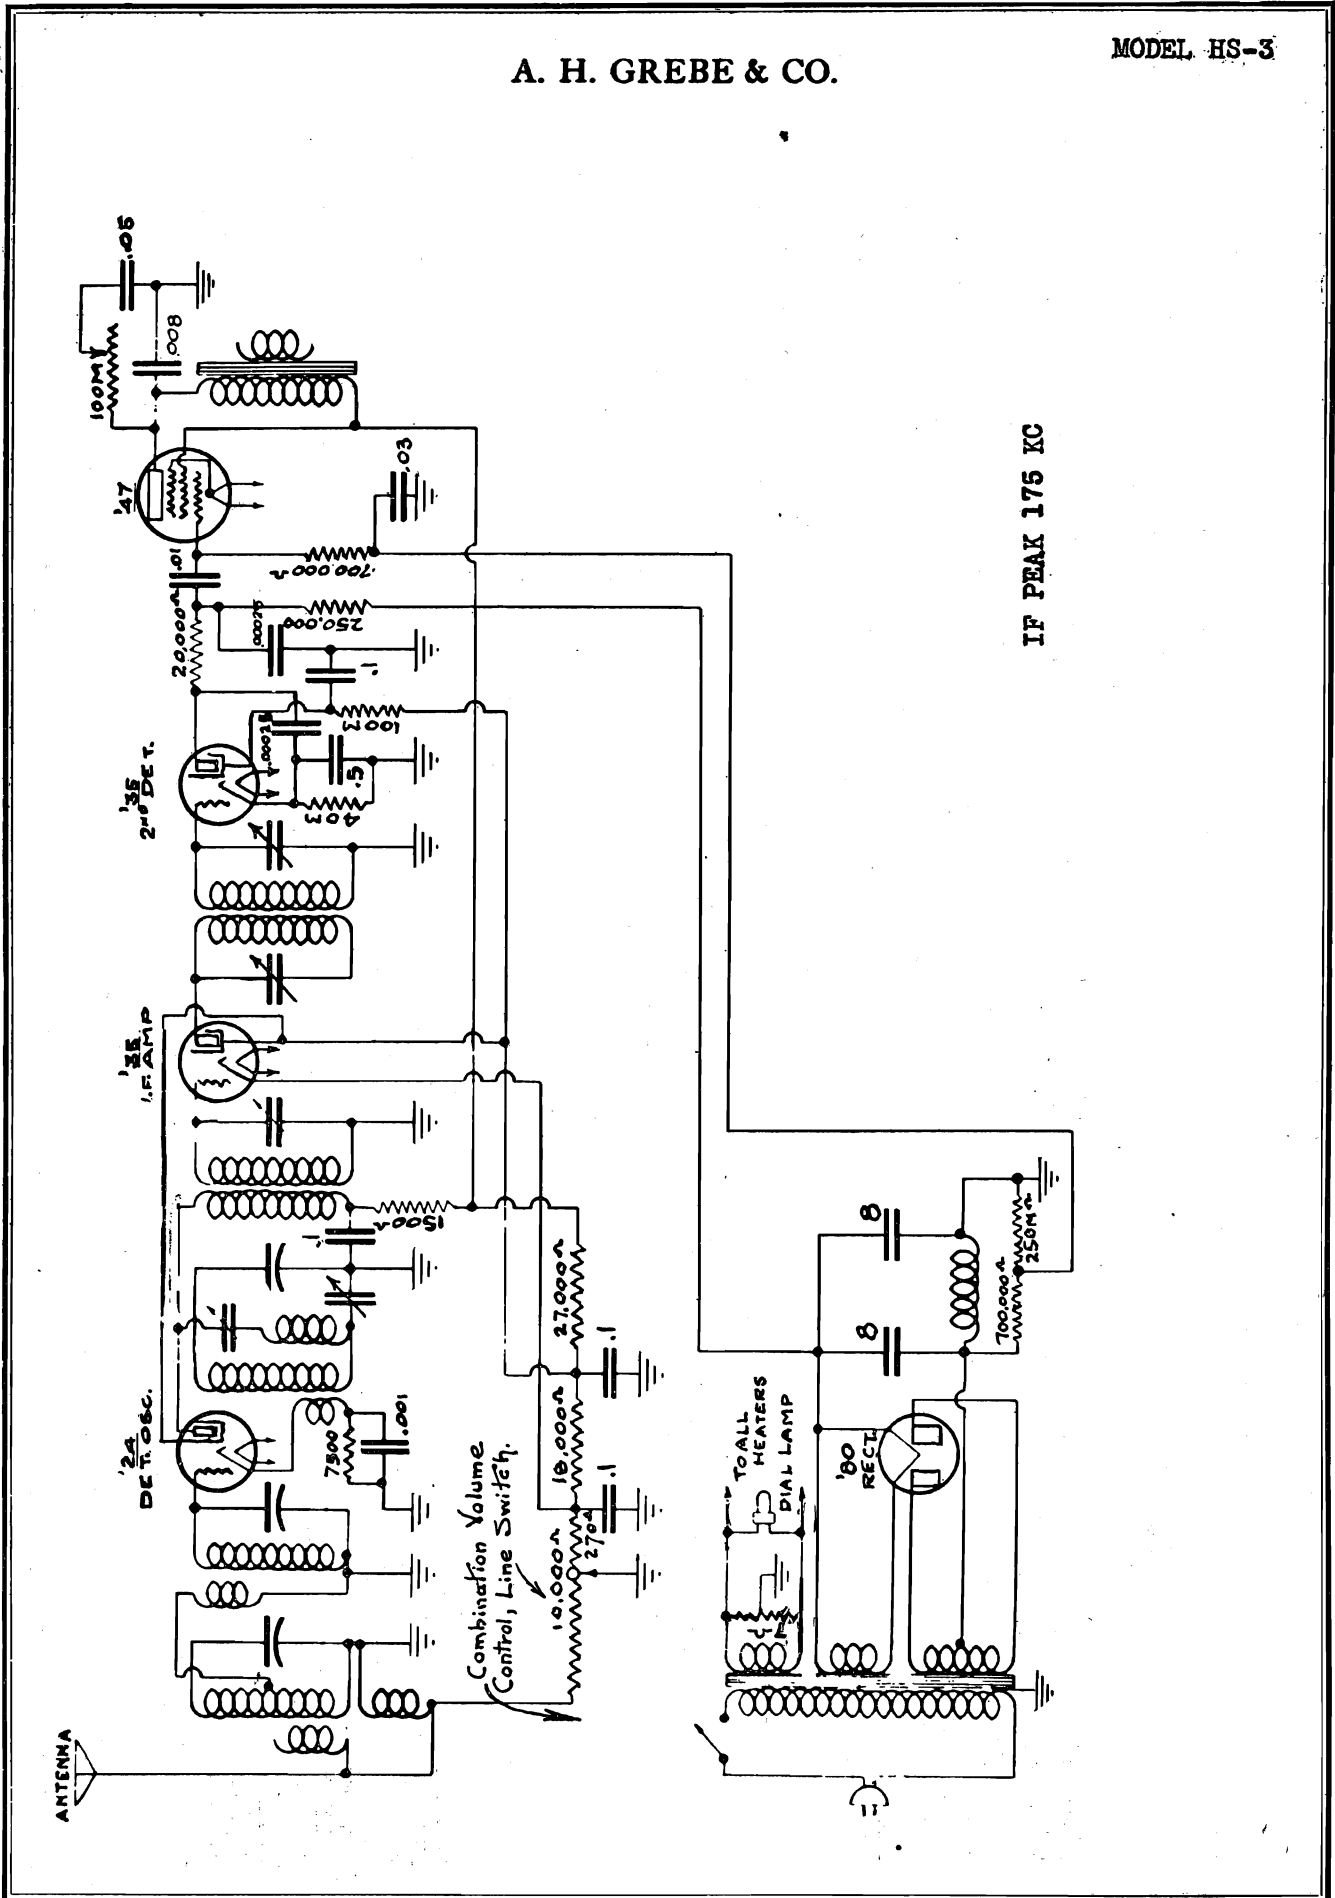 A. H. GREBE & CO.
MODEL HS-3
ANTENNA
'24
DET. OSC.
'35
I.F. AMP
'35
2ND DET.
'47
100M
.05
.008
.01
20,000Ω
.00025
700,000Ω
.03
250,000
.1
.00025
100Ω
.5
.1
1500Ω
7500
.001
Combination Volume
Control, Line Switch.
10,000Ω
270Ω
18,000Ω
27,000Ω
.1
.1
IF PEAK 175 KC
TO ALL
HEATERS
DIAL LAMP
'80
RECT.
8
8
700,000Ω
250MΩ